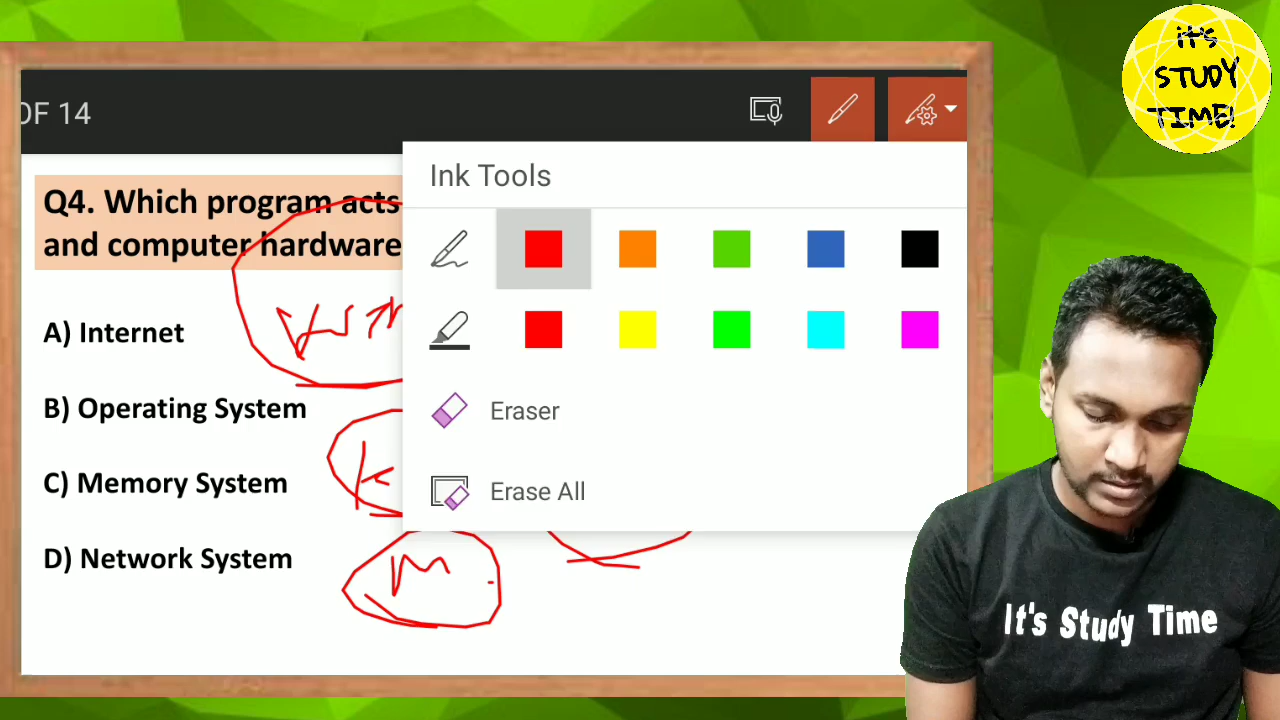 it's
STUDY
TIME!
OF 14
Ink Tools
Q4. Which program acts
and computer hardware
A) Internet
B) Operating System
C) Memory System
D) Network System
K
M
Eraser
Erase All
It's Study Time